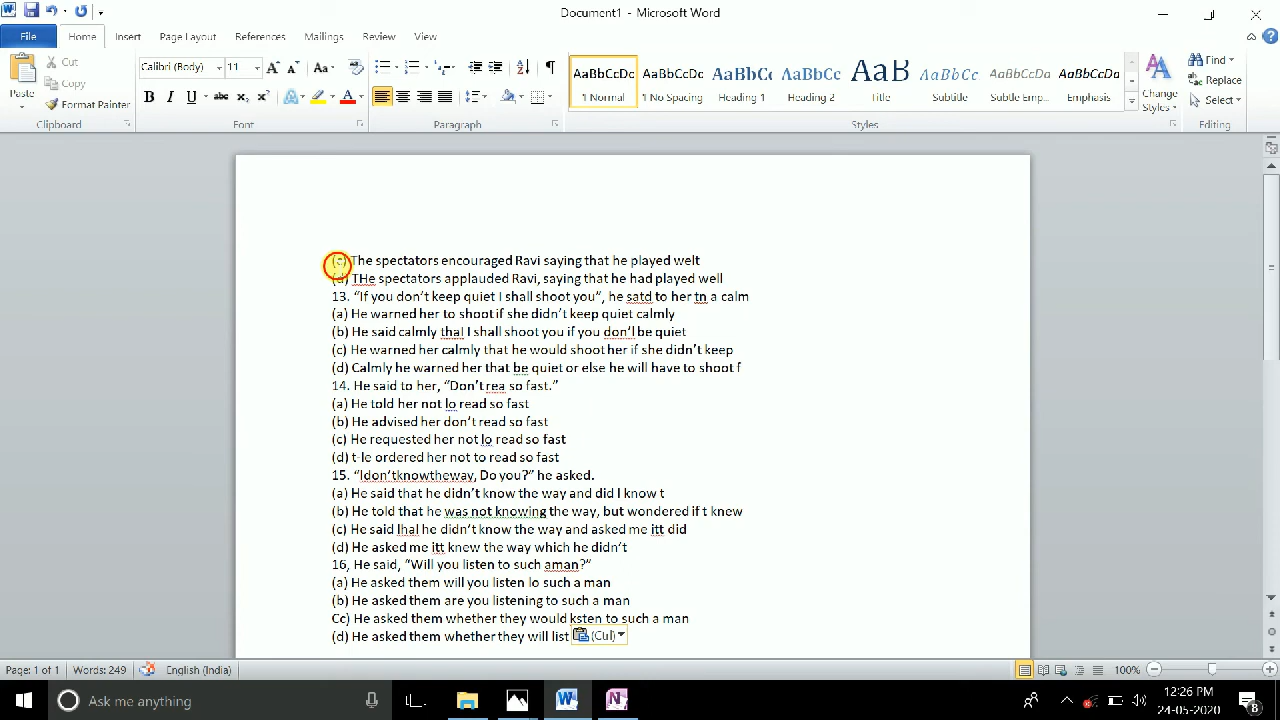 Document1 - Microsoft Word
File Home Insert Page Layout References Mailings Review View
Paste
Cut
Copy
Format Painter
Clipboard
Calibri (Body) 11
Font
Paragraph
AaBbCcDc AaBbCcDc AaBbCc AaBbCc AaB AaBbCc AaBbCcDc AaBbCcDc
1 Normal 1 No Spacing Heading 1 Heading 2 Title Subtitle Subtle Emp... Emphasis
Styles
Change Styles
Find
Replace
Select
Editing
(c) The spectators encouraged Ravi saying that he played welt
(d) THe spectators applauded Ravi, saying that he had played well
13. “If you don’t keep quiet I shall shoot you”, he satd to her tn a calm
(a) He warned her to shoot if she didn’t keep quiet calmly
(b) He said calmly thal I shall shoot you if you don’l be quiet
(c) He warned her calmly that he would shoot her if she didn’t keep
(d) Calmly he warned her that be quiet or else he will have to shoot f
14. He said to her, “Don’t rea so fast.”
(a) He told her not lo read so fast
(b) He advised her don’t read so fast
(c) He requested her not lo read so fast
(d) t-le ordered her not to read so fast
15. “Idon’tknowtheway, Do you?” he asked.
(a) He said that he didn’t know the way and did I know t
(b) He told that he was not knowing the way, but wondered if t knew
(c) He said lhal he didn’t know the way and asked me itt did
(d) He asked me itt knew the way which he didn’t
16, He said, “Will you listen to such aman?”
(a) He asked them will you listen lo such a man
(b) He asked them are you listening to such a man
Cc) He asked them whether they would ksten to such a man
(d) He asked them whether they will list (Ctrl)
Page: 1 of 1 Words: 249 English (India) 100%
Ask me anything
12:26 PM
24-05-2020
8